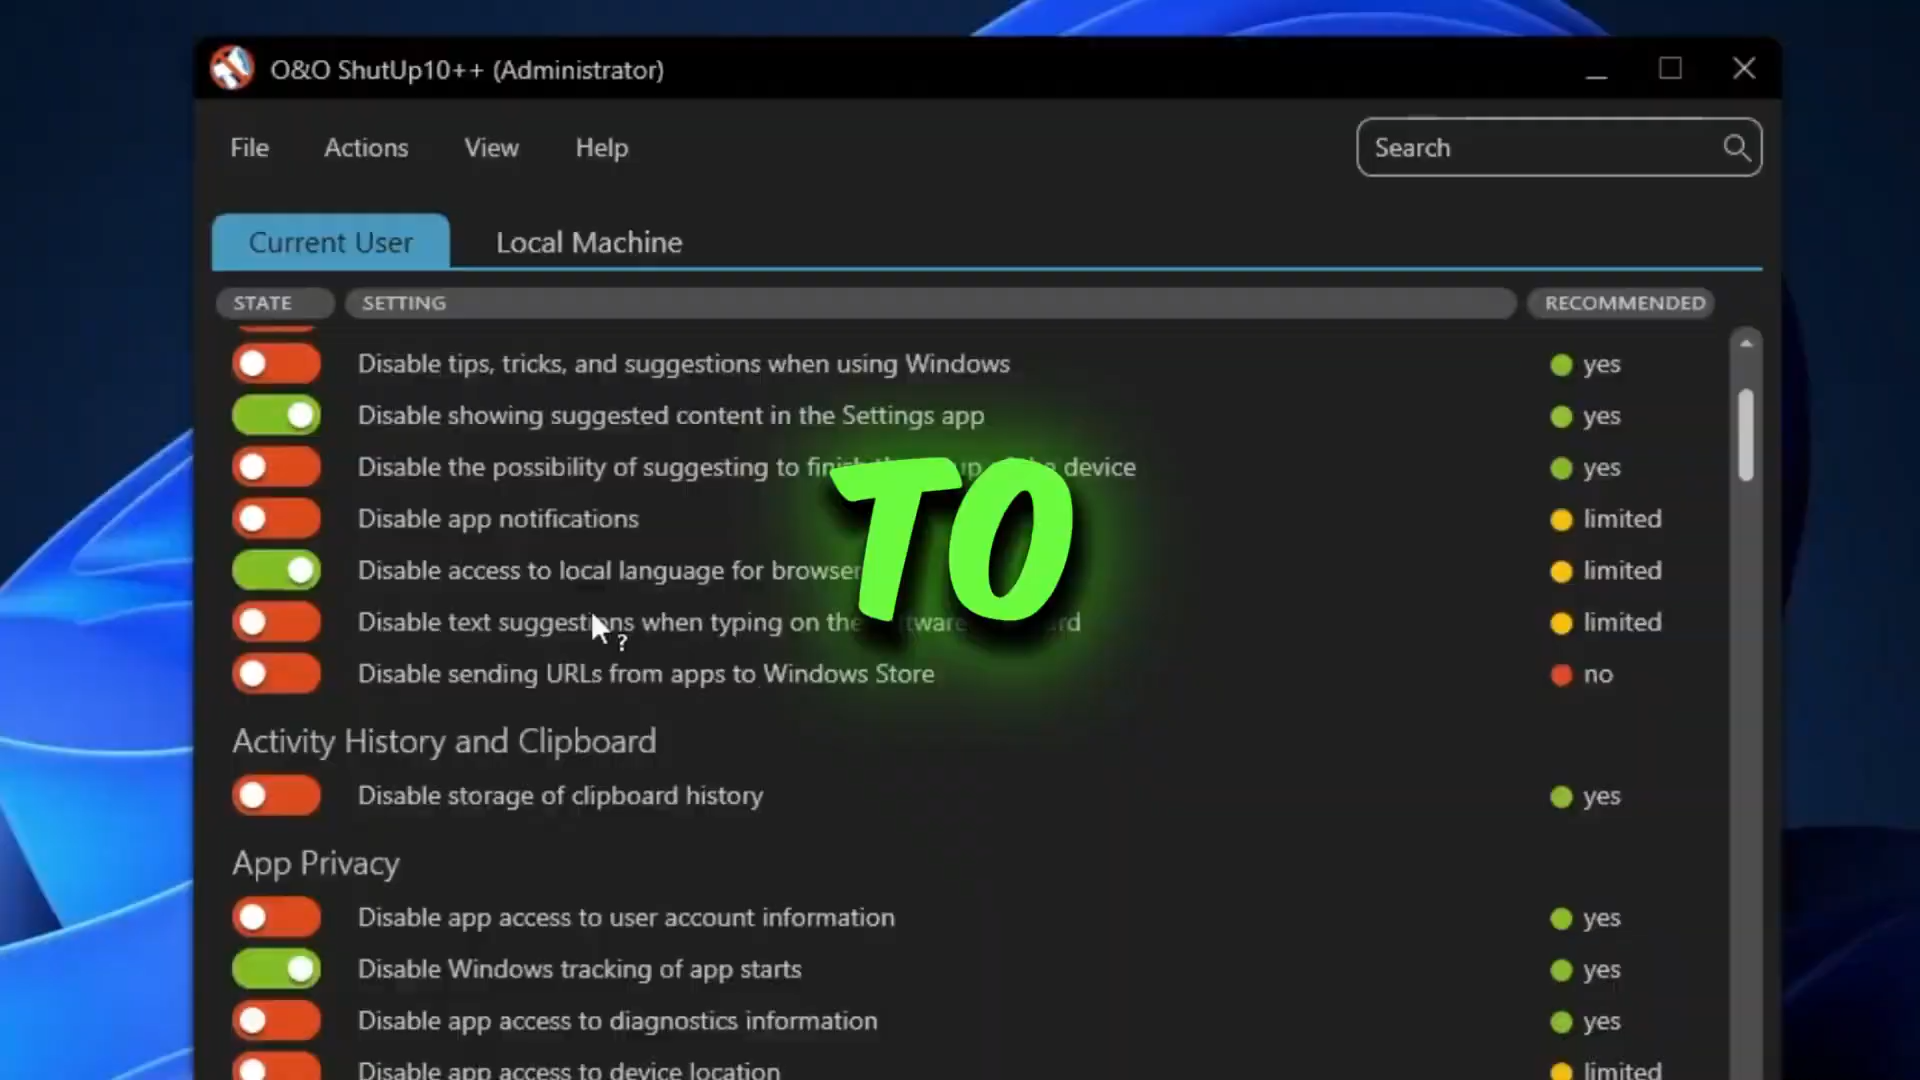 O&O ShutUp10++ (Administrator)
File Actions View Help Search
Current User Local Machine
STATE SETTING RECOMMENDED
Disable tips, tricks, and suggestions when using Windows yes
Disable showing suggested content in the Settings app yes
Disable the possibility of suggesting to device yes
Disable app notifications limited
Disable access to local language for limited
Disable text suggestions when typing on limited
Disable sending URLs from apps to Windows Store no
TO
Activity History and Clipboard
Disable storage of clipboard history yes
App Privacy
Disable app access to user account information yes
Disable Windows tracking of app starts yes
Disable app access to diagnostics information yes
Disable app access to device location limited